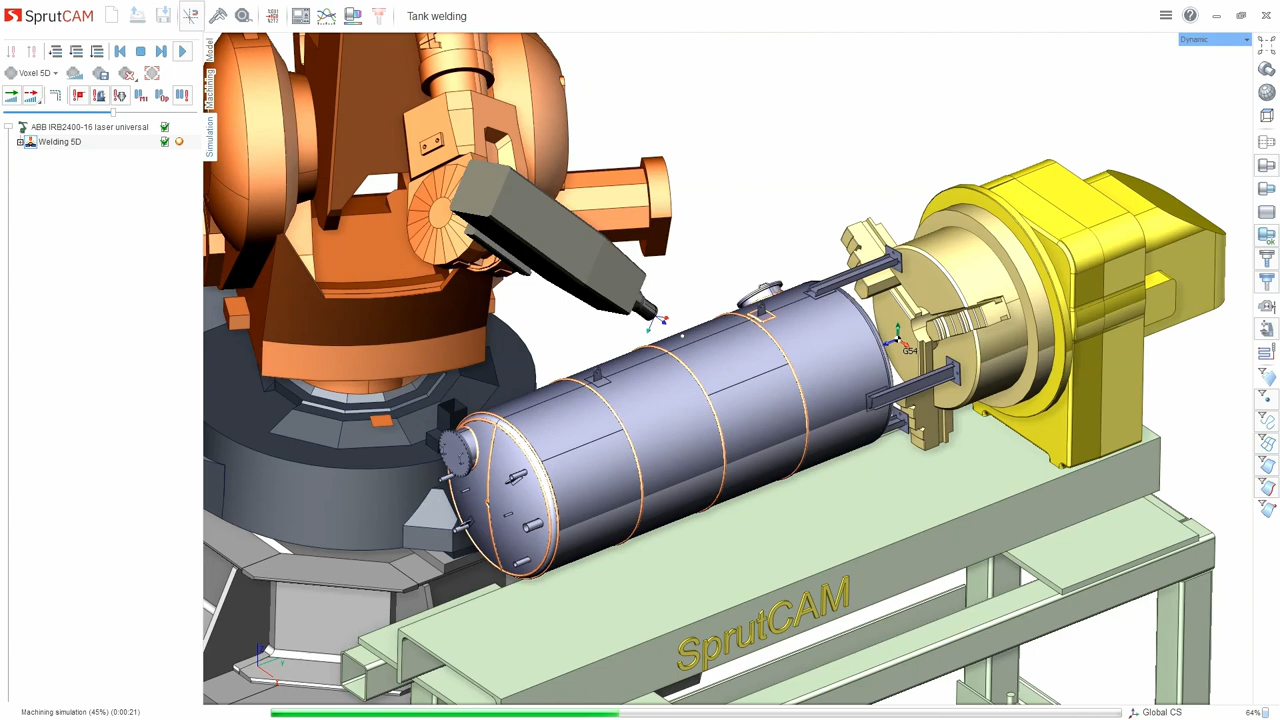 SprutCAM
Tank welding
Dynamic
Voxel 5D
Model
Machining
Simulation
ABB IRB2400-16 laser universal
Welding 5D
G54
SprutCAM
Machining simulation (45%) (0:00:21)
Global CS
64%